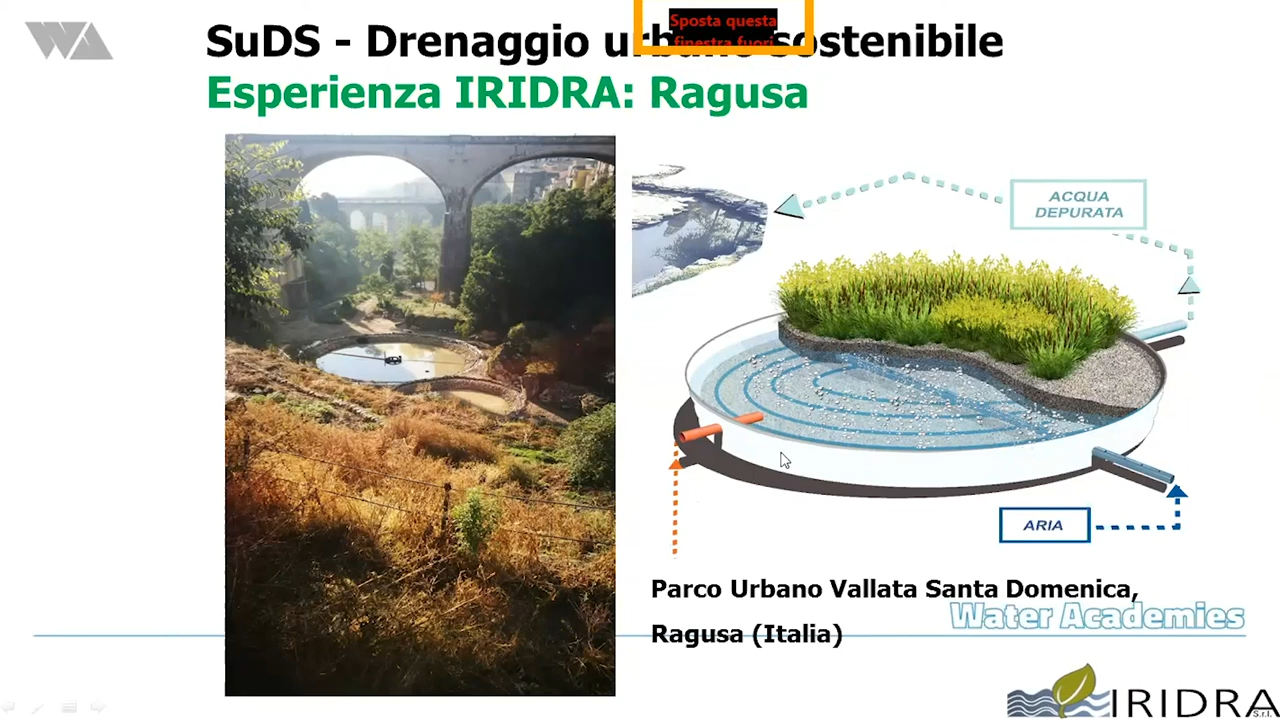 Sposta questa
finestra fuori
SuDS - Drenaggio urbano sostenibile
Esperienza IRIDRA: Ragusa
ACQUA
DEPURATA
ARIA
Parco Urbano Vallata Santa Domenica,
Water Academies
Ragusa (Italia)
IRIDRA
S.r.l.